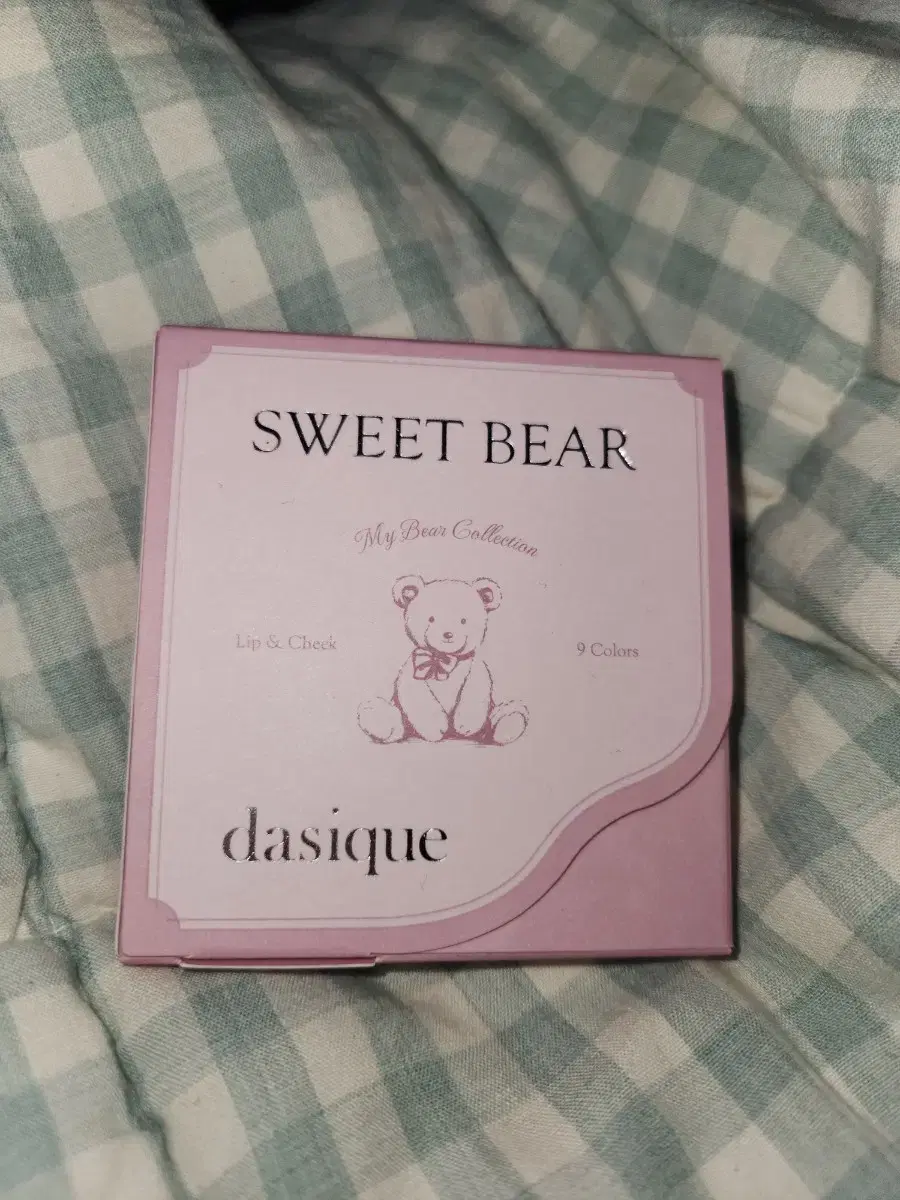 SWEET BEAR
My Bear Collection
Lip & Cheek
9 Colors
dasique